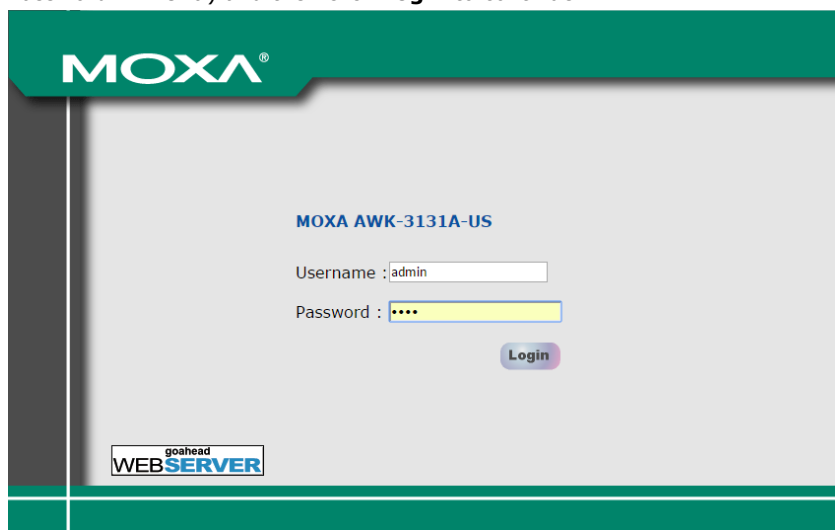 MOXA®
MOXA AWK-3131A-US
Username : admin
Password : ••••
Login
goahead
WEBSERVER